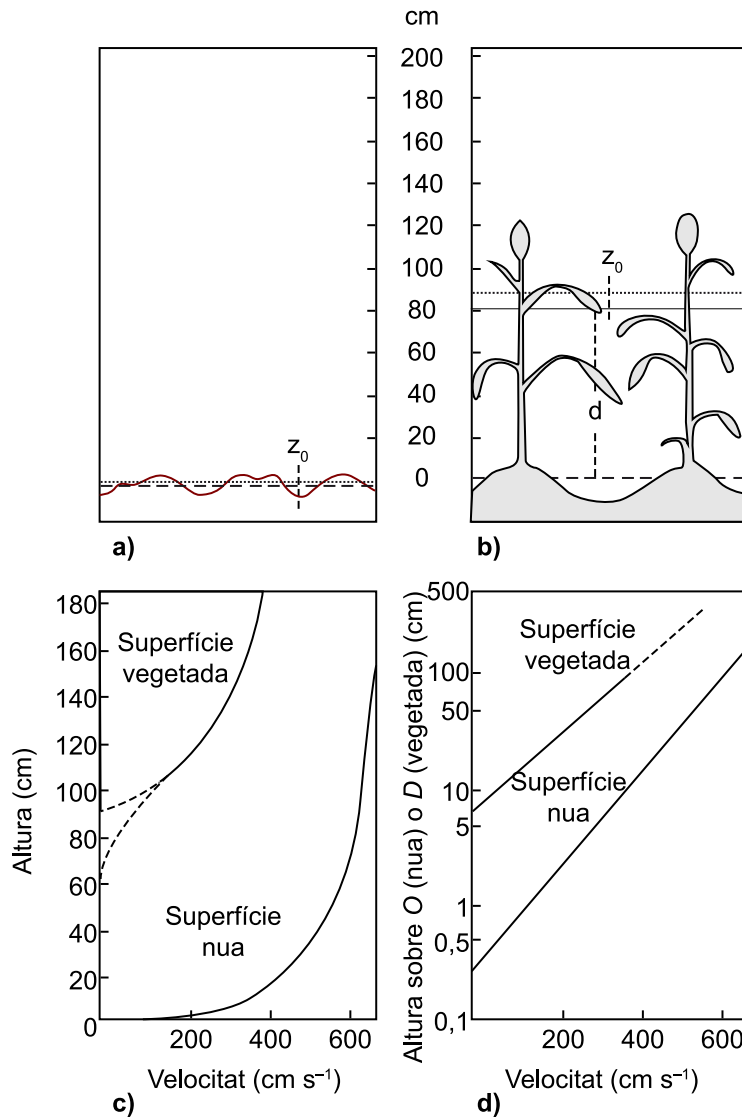 cm
200
180
160
140
120
100
80
60
40
20
0
z₀
a)
z₀
d
b)
Altura (cm)
180
160
140
120
100
80
60
40
20
0
Superfície
vegetada
Superfície
nua
200
400
600
Velocitat (cm s⁻¹)
c)
Altura sobre O (nua) o D (vegetada) (cm)
500
100
50
10
5
1
0,5
0,1
Superfície
vegetada
Superfície
nua
200
400
600
Velocitat (cm s⁻¹)
d)